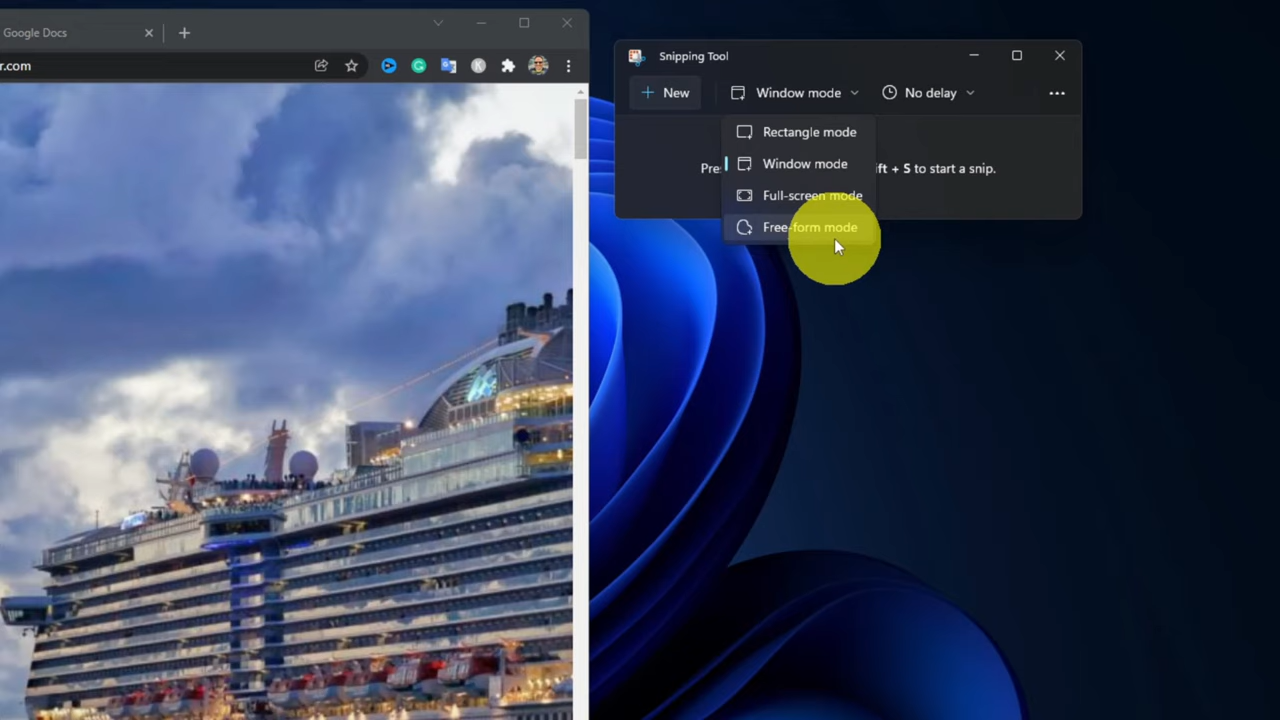 Google Docs
r.com
Snipping Tool
New
Window mode
No delay
Rectangle mode
Window mode
Pre
ift + S to start a snip.
Full-screen mode
Free-form mode